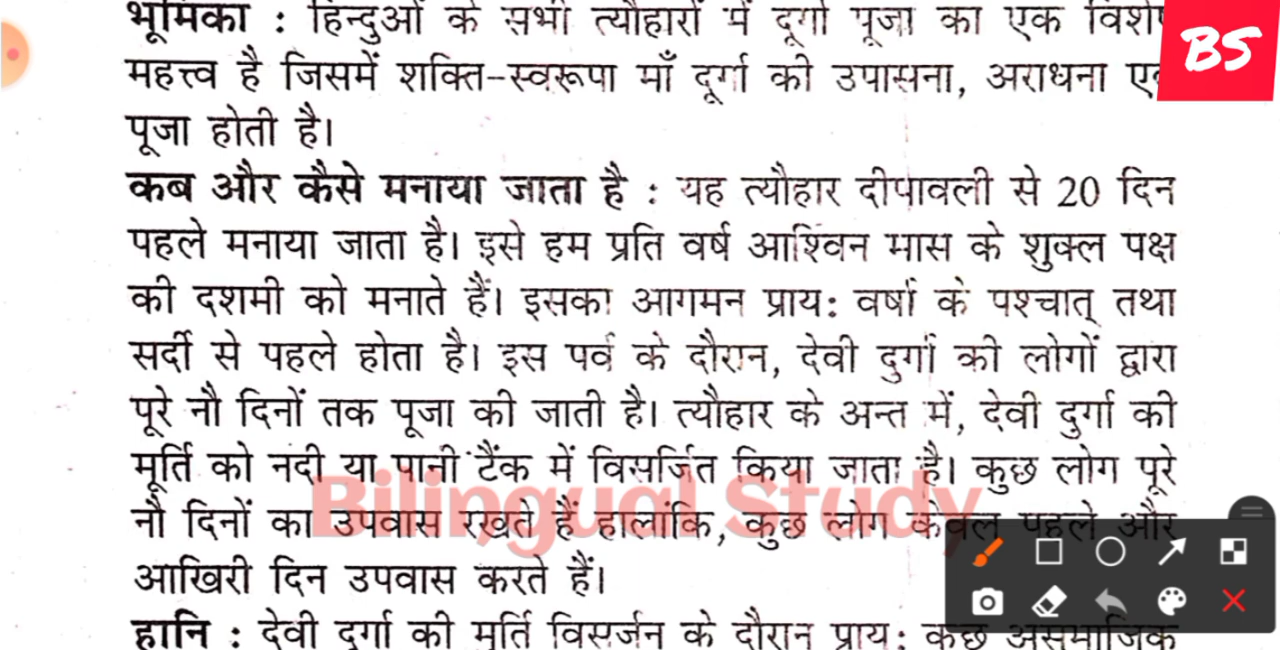 भूमिका : हिन्दुओं के सभी त्यौहारों में दूर्गा पूजा का एक विशेष
BS
महत्त्व है जिसमें शक्ति-स्वरूपा माँ दूर्गा की उपासना, अराधना एवं
पूजा होती है।
कब और कैसे मनाया जाता है : यह त्यौहार दीपावली से 20 दिन
पहले मनाया जाता है। इसे हम प्रति वर्ष आश्विन मास के शुक्ल पक्ष
की दशमी को मनाते हैं। इसका आगमन प्राय: वर्षा के पश्चात् तथा
सर्दी से पहले होता है। इस पर्व के दौरान, देवी दुर्गा की लोगों द्वारा
पूरे नौ दिनों तक पूजा की जाती है। त्यौहार के अन्त में, देवी दुर्गा की
मूर्ति को नदी या पानी टैंक में विसर्जित किया जाता है। कुछ लोग पूरे
Bilingual Study
नौ दिनों का उपवास रखते हैं हालांकि, कुछ लोग केवल पहले और
आखिरी दिन उपवास करते हैं।
हानि : देवी दुर्गा की मूर्ति विसर्जन के दौरान प्राय: कुछ असमाजिक